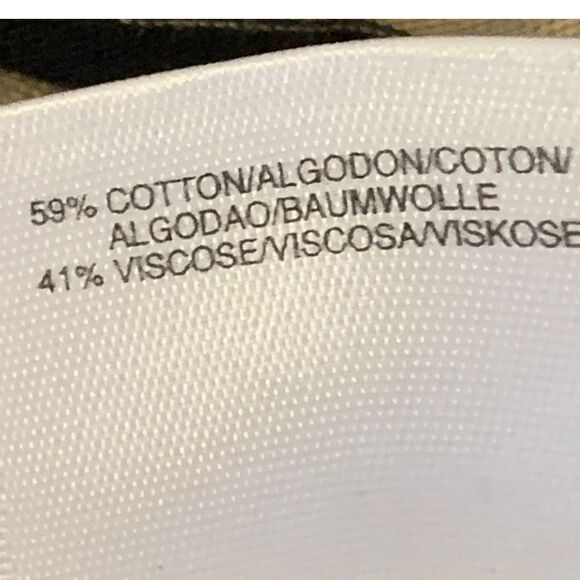 59% COTTON/ALGODON/COTON/
ALGODAO/BAUMWOLLE
41% VISCOSE/VISCOSA/VISKOSE